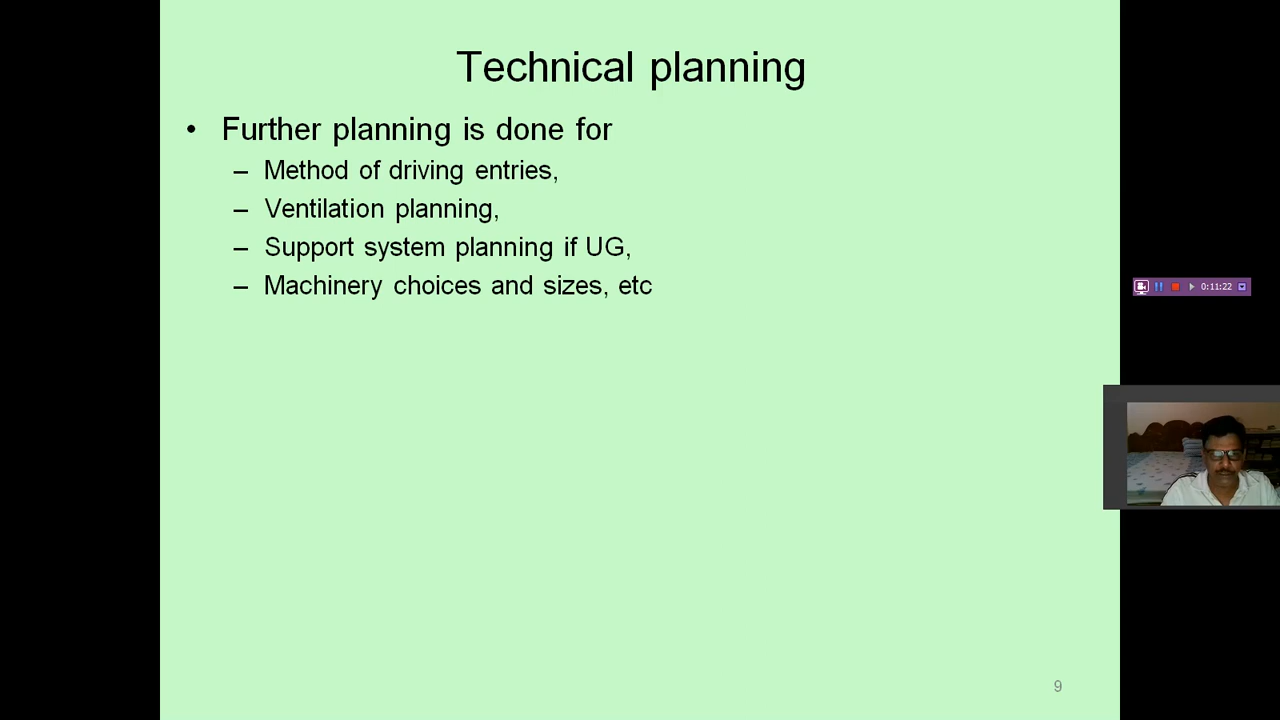 Technical planning
• Further planning is done for
– Method of driving entries,
– Ventilation planning,
– Support system planning if UG,
– Machinery choices and sizes, etc
0:11:22
9